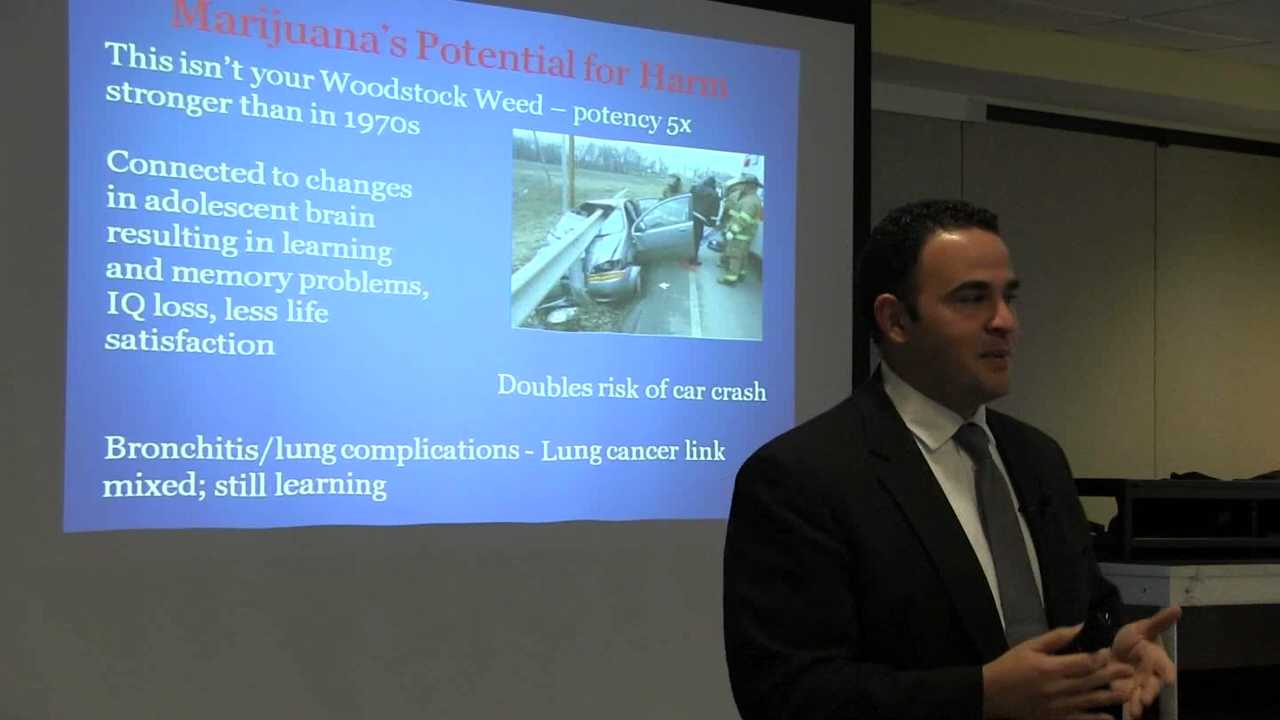 Marijuana's Potential for Harm
This isn't your Woodstock Weed – potency 5x
stronger than in 1970s
Connected to changes
in adolescent brain
resulting in learning
and memory problems,
IQ loss, less life
satisfaction
Doubles risk of car crash
Bronchitis/lung complications - Lung cancer link
mixed; still learning